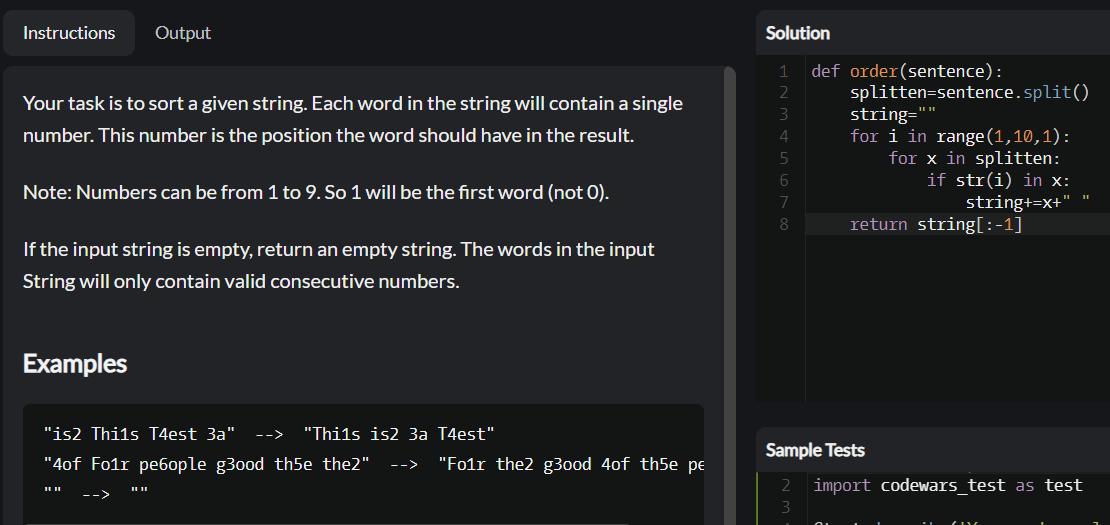 Instructions
Output
Your task is to sort a given string. Each word in the string will contain a single
number. This number is the position the word should have in the result.
Note: Numbers can be from 1 to 9. So 1 will be the first word (not 0).
If the input string is empty, return an empty string. The words in the input
String will only contain valid consecutive numbers.
Examples
"is2 Thi1s T4est 3a"  -->  "Thi1s is2 3a T4est"
"4of Fo1r pe6ople g3ood th5e the2"  -->  "Fo1r the2 g3ood 4of th5e pe
""  -->  ""
Solution
1 def order(sentence):
2     splitten=sentence.split()
3     string=""
4     for i in range(1,10,1):
5         for x in splitten:
6             if str(i) in x:
7                 string+=x+" "
8     return string[:-1]
Sample Tests
2 import codewars_test as test
3